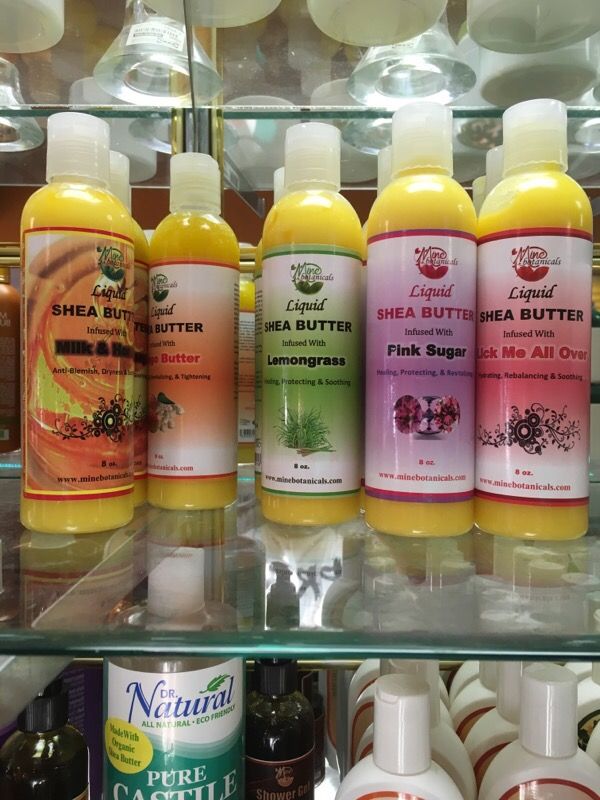 Mine
botanicals
Liquid
SHEA BUTTER
Infused With
Milk &
Anti-Blemish,
8 oz.
www.minebotanicals.com
Liquid
BUTTER
Infused With
Butter
Revitalizing, & Tightening
8 oz.
www.minebotanicals.com
Mine
botanicals
Liquid
SHEA BUTTER
Infused With
Lemongrass
Healing, Protecting & Soothing
8 oz.
www.minebotanicals.com
Mine
botanicals
Liquid
SHEA BUTTER
Infused With
Pink Sugar
Healing, Protecting, & Revitalizing
8 oz.
www.minebotanicals.com
Mine
botanicals
Liquid
SHEA BUTTER
Infused With
Lick Me All Over
Hydrating, Rebalancing & Soothing
8 oz.
www.minebotanicals.com
DR.
Natural
ALL NATURAL • ECO FRIENDLY
Made With
Organic
Shea Butter
PURE
CASTILE
Shower Gel